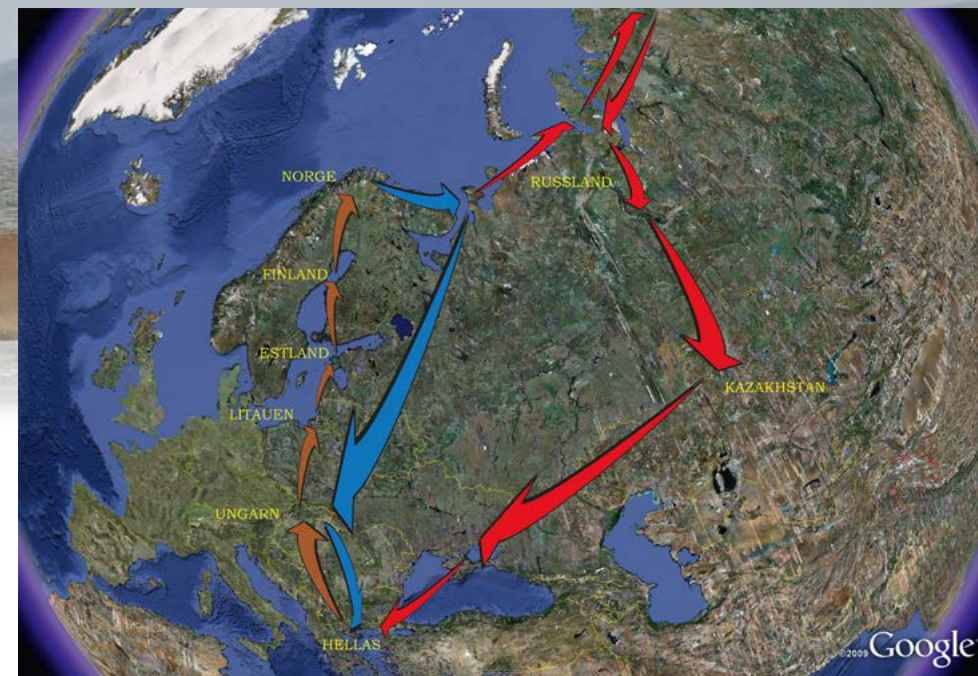 NORGE
RUSSLAND
FINLAND
ESTLAND
KAZAKHSTAN
LITAUEN
UNGARN
HELLAS
©2009 Google